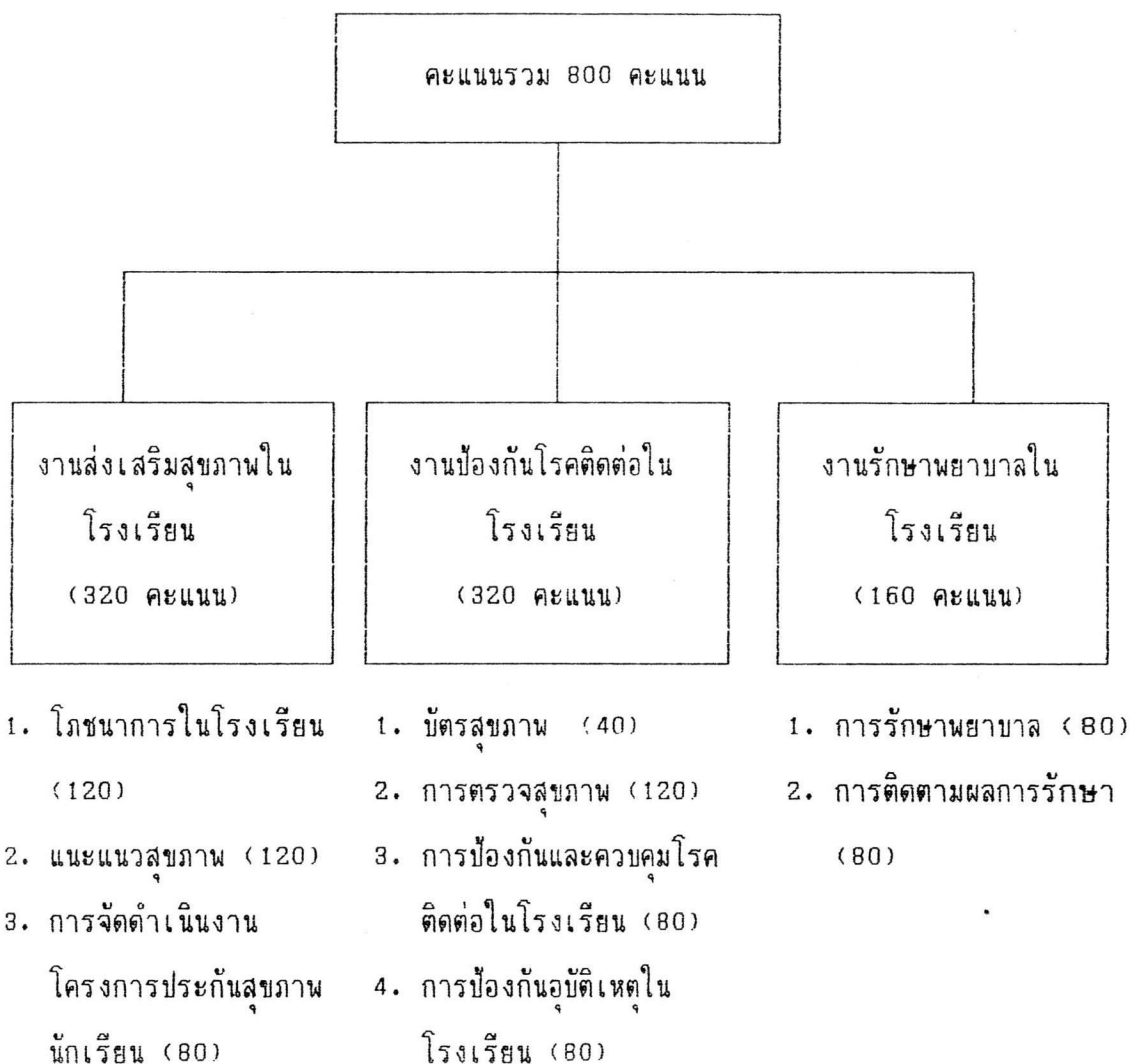 คะแนนรวม 800 คะแนน
งานส่งเสริมสุขภาพใน
โรงเรียน
(320 คะแนน)
งานป้องกันโรคติดต่อใน
โรงเรียน
(320 คะแนน)
งานรักษาพยาบาลใน
โรงเรียน
(160 คะแนน)
1. โภชนาการในโรงเรียน
(120)
2. แนะแนวสุขภาพ (120)
3. การจัดดำเนินงาน
โครงการประกันสุขภาพ
นักเรียน (80)
1. บัตรสุขภาพ (40)
2. การตรวจสุขภาพ (120)
3. การป้องกันและควบคุมโรค
ติดต่อในโรงเรียน (80)
4. การป้องกันอุบัติเหตุใน
โรงเรียน (80)
1. การรักษาพยาบาล (80)
2. การติดตามผลการรักษา
(80)